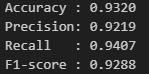 Accuracy : 0.9320
Precision: 0.9219
Recall   : 0.9407
F1-score : 0.9288